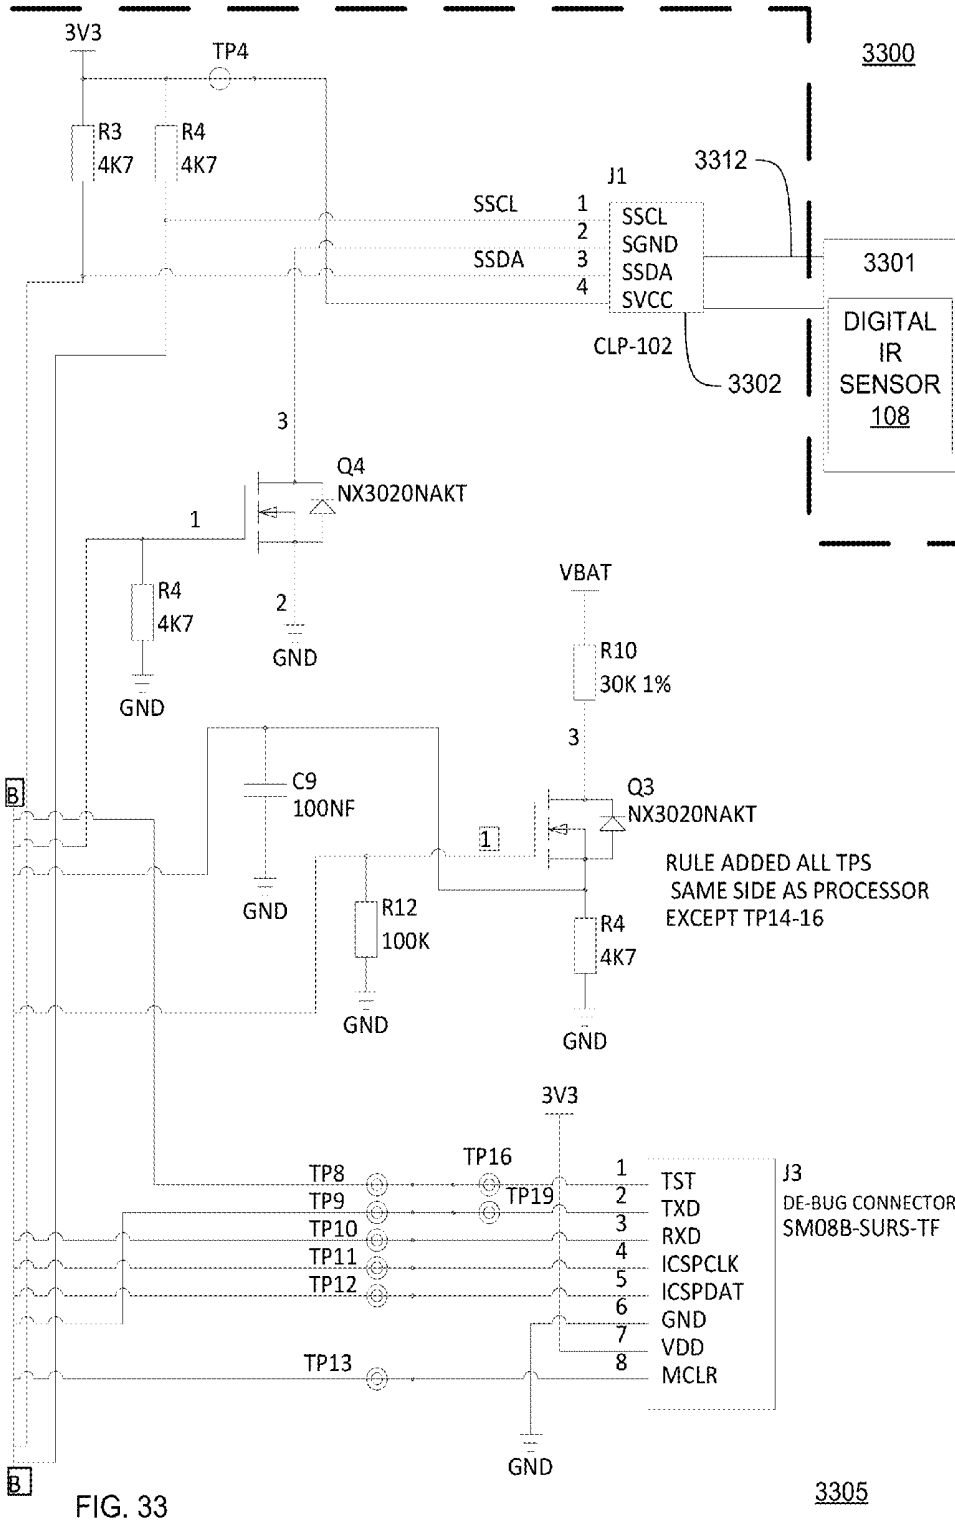 3V3
TP4
3300
R3
4K7
R4
4K7
3312
J1
SSCL
1
SSCL
2
SGND
SSDA
3
SSDA
4
SVCC
3301
DIGITAL
IR
SENSOR
108
CLP-102
3302
3
Q4
NX3020NAKT
1
R4
4K7
2
GND
GND
VBAT
R10
30K 1%
3
B
C9
100NF
Q3
NX3020NAKT
1
GND
R12
100K
RULE ADDED ALL TPS
SAME SIDE AS PROCESSOR
EXCEPT TP14-16
R4
4K7
GND
GND
3V3
TP8
TP16
1
TST
J3
TP9
TP19
2
TXD
DE-BUG CONNECTOR
SM08B-SURS-TF
TP10
3
RXD
TP11
4
ICSPCLK
TP12
5
ICSPDAT
6
GND
7
VDD
TP13
8
MCLR
GND
B
FIG. 33
3305